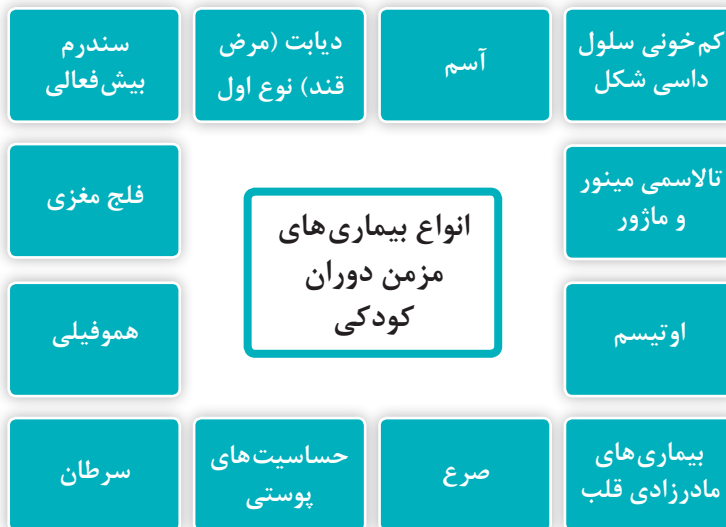 کم‌خونی سلول
داسی شکل
آسم
دیابت (مرض
قند) نوع اول
سندرم
بیش‌فعالی
تالاسمی مینور
و ماژور
انواع بیماری‌های
مزمن دوران
کودکی
فلج مغزی
اوتیسم
هموفیلی
بیماری‌های
مادرزادی قلب
صرع
حساسیت‌های
پوستی
سرطان